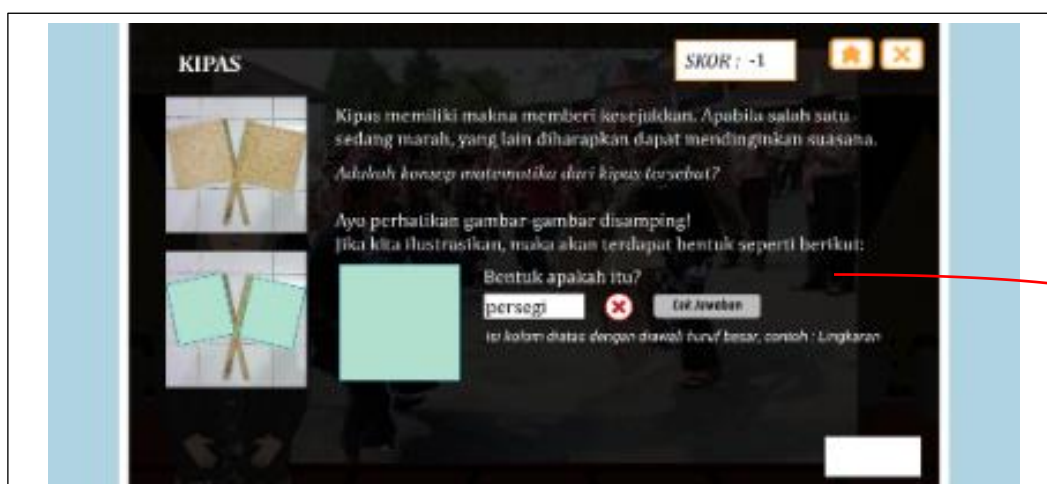 KIPAS
SKOR : -1
Kipas memiliki makna memberi kesejukkan. Apabila salah satu
sedang marah, yang lain diharapkan dapat mendinginkan suasana.
Adakah konsep matematika dari kipas tersebut?
Ayo perhatikan gambar-gambar disamping!
Jika kita ilustrasikan, maka akan terdapat bentuk seperti berikut:
Bentuk apakah itu?
persegi
Cek Jawaban
isi kolom diatas dengan diawali huruf besar, contoh : Lingkaran